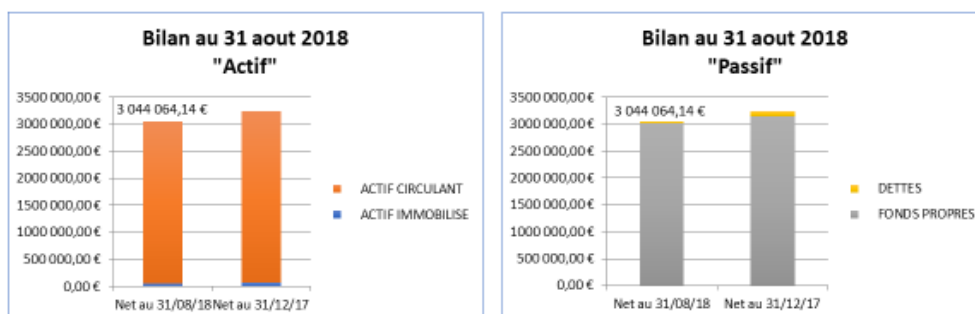 Bilan au 31 aout 2018
"Actif"
3500 000,00 €
3000 000,00 €
2500 000,00 €
2000 000,00 €
1500 000,00 €
1000 000,00 €
500 000,00 €
0,00 €
3 044 064,14 €
ACTIF CIRCULANT
ACTIF IMMOBILISE
Net au 31/08/18 Net au 31/12/17
Bilan au 31 aout 2018
"Passif"
3500 000,00 €
3000 000,00 €
2500 000,00 €
2000 000,00 €
1500 000,00 €
1000 000,00 €
500 000,00 €
0,00 €
3 044 064,14 €
DETTES
FONDS PROPRES
Net au 31/08/18 Net au 31/12/17